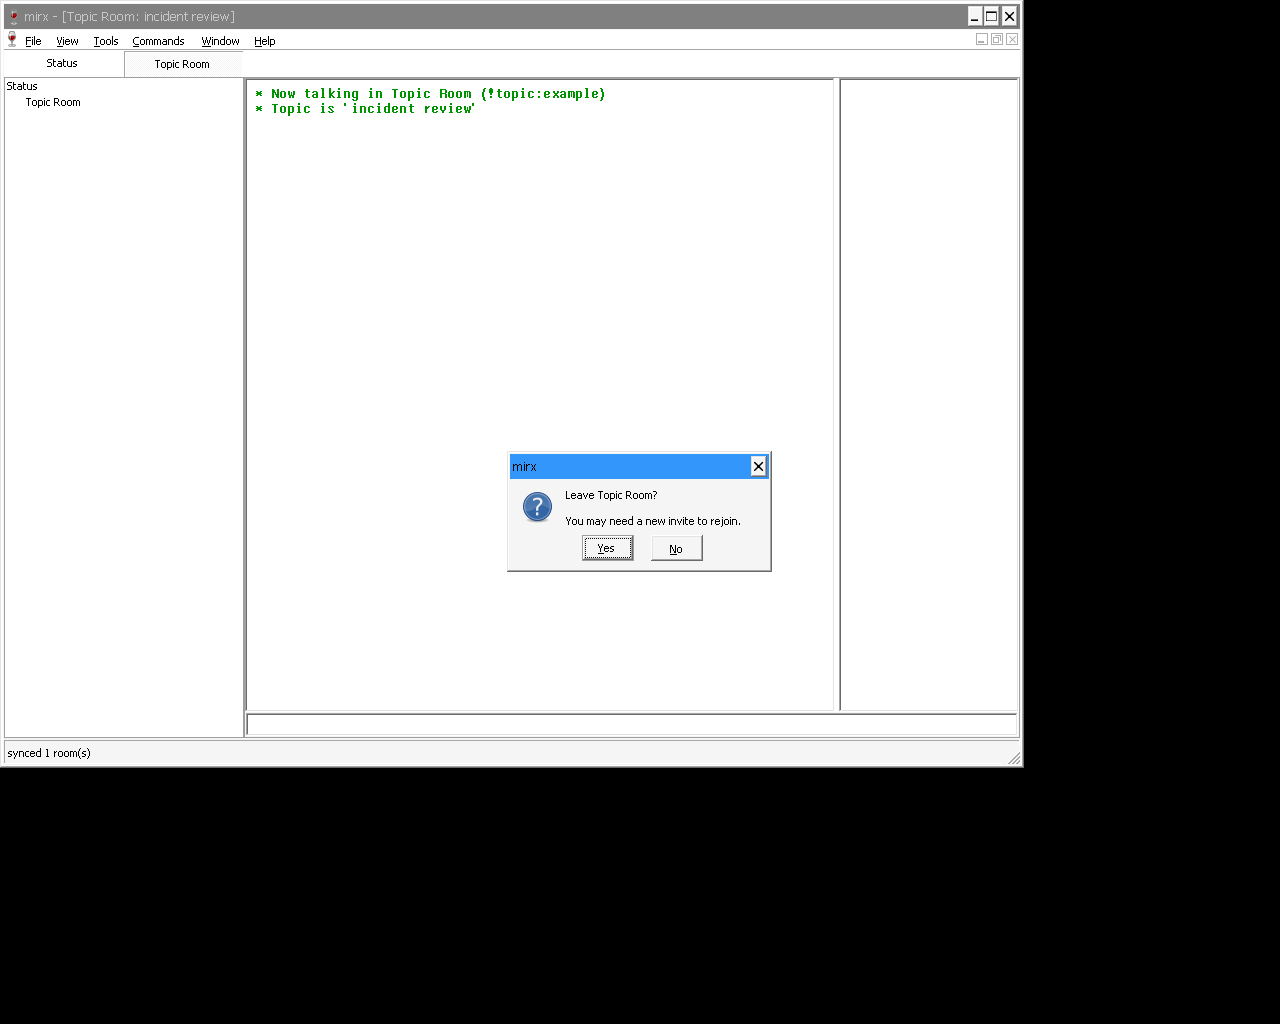 mirx - [Topic Room: incident review]
File View Tools Commands Window Help
Status Topic Room
Status
Topic Room
* Now talking in Topic Room (!topic:example)
* Topic is 'incident review'
mirx
Leave Topic Room?
You may need a new invite to rejoin.
Yes No
synced 1 room(s)